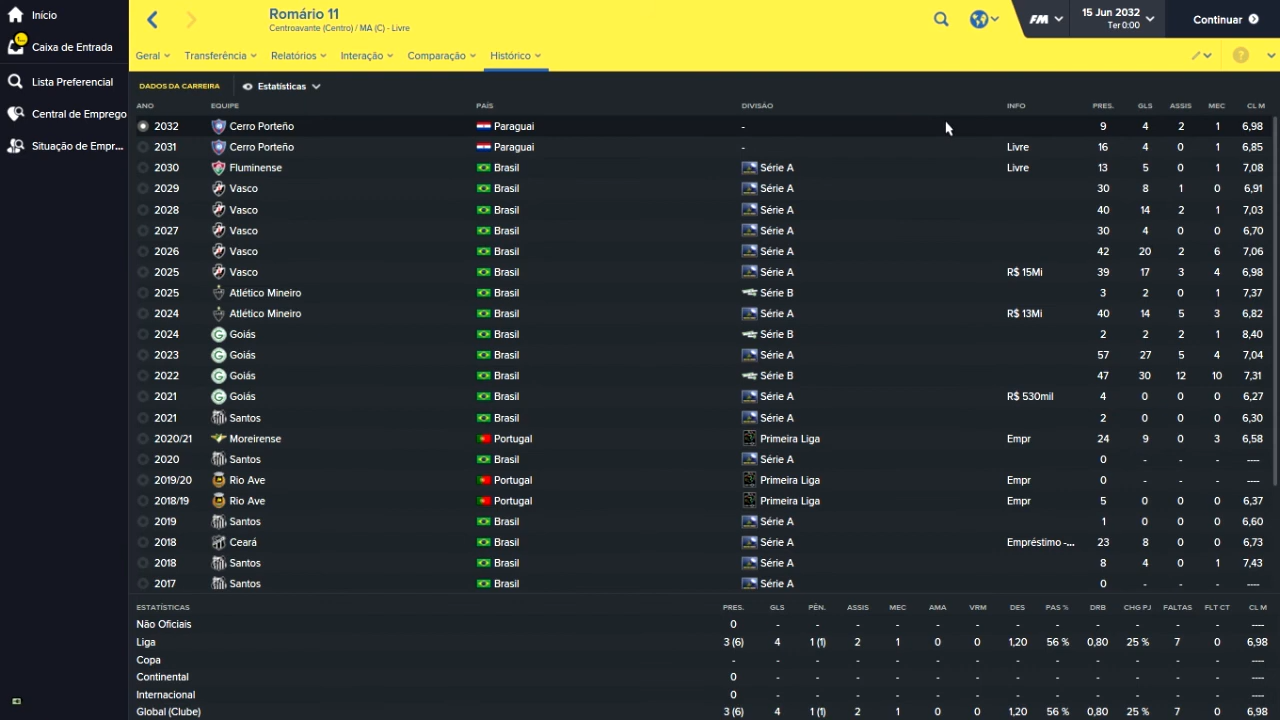 Início
Caixa de Entrada
Lista Preferencial
Central de Emprego
Situação de Empr...
Romário 11
Centroavante (Centro) / MA (C) - Livre
FM
15 Jun 2032
Ter 0:00
Continuar
Geral Transferência Relatórios Interação Comparação Histórico
DADOS DA CARREIRA Estatísticas
ANO EQUIPE PAÍS DIVISÃO INFO PRES. GLS ASSIS MEC CL M
2032 Cerro Porteño Paraguai - 9 4 2 1 6,98
2031 Cerro Porteño Paraguai - Livre 16 4 0 1 6,85
2030 Fluminense Brasil Série A Livre 13 5 0 1 7,08
2029 Vasco Brasil Série A 30 8 1 0 6,91
2028 Vasco Brasil Série A 40 14 2 1 7,03
2027 Vasco Brasil Série A 30 4 0 0 6,70
2026 Vasco Brasil Série A 42 20 2 6 7,06
2025 Vasco Brasil Série A R$ 15Mi 39 17 3 4 6,98
2025 Atlético Mineiro Brasil Série B 3 2 0 1 7,37
2024 Atlético Mineiro Brasil Série A R$ 13Mi 40 14 5 3 6,82
2024 Goiás Brasil Série B 2 2 2 1 8,40
2023 Goiás Brasil Série A 57 27 5 4 7,04
2022 Goiás Brasil Série B 47 30 12 10 7,31
2021 Goiás Brasil Série A R$ 530mil 4 0 0 0 6,27
2021 Santos Brasil Série A 2 0 0 0 6,30
2020/21 Moreirense Portugal Primeira Liga Empr 24 9 0 3 6,58
2020 Santos Brasil Série A 0 - - - ----
2019/20 Rio Ave Portugal Primeira Liga Empr 0 - - - ----
2018/19 Rio Ave Portugal Primeira Liga Empr 5 0 0 0 6,37
2019 Santos Brasil Série A 1 0 0 0 6,60
2018 Ceará Brasil Série A Empréstimo -... 23 8 0 0 6,73
2018 Santos Brasil Série A 8 4 0 1 7,43
2017 Santos Brasil Série A 0 - - - ----
ESTATÍSTICAS PRES. GLS PÊN. ASSIS MEC AMA VRM DES PAS % DRB CHG PJ FALTAS FLT CT CL M
Não Oficiais 0 - - - - - - - - - - - - ----
Liga 3 (6) 4 1 (1) 2 1 0 0 1,20 56 % 0,80 25 % 7 0 6,98
Copa - - - - - - - - - - - - - ----
Continental 0 - - - - - - - - - - - - ----
Internacional 0 - - - - - - - - - - - - ----
Global (Clube) 3 (6) 4 1 (1) 2 1 0 0 1,20 56 % 0,80 25 % 7 0 6,98